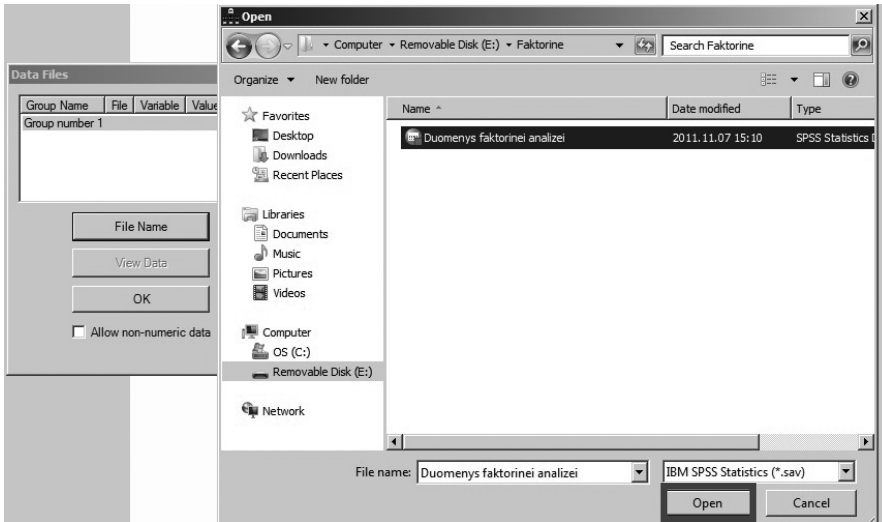 Open
Computer Removable Disk (E:) Faktorine
Search Faktorine
Organize New folder
Data Files
Group Name File Variable Value
Group number 1
File Name
View Data
OK
Allow non-numeric data
Favorites
Desktop
Downloads
Recent Places
Libraries
Documents
Music
Pictures
Videos
Computer
OS (C:)
Removable Disk (E:)
Network
Name Date modified Type
Duomenys faktorinei analizei 2011.11.07 15:10 SPSS Statistics
File name: Duomenys faktorinei analizei IBM SPSS Statistics (*.sav)
Open Cancel